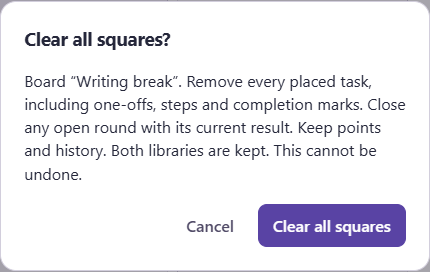 Clear all squares?
Board “Writing break”. Remove every placed task,
including one-offs, steps and completion marks. Close
any open round with its current result. Keep points
and history. Both libraries are kept. This cannot be
undone.
Cancel
Clear all squares